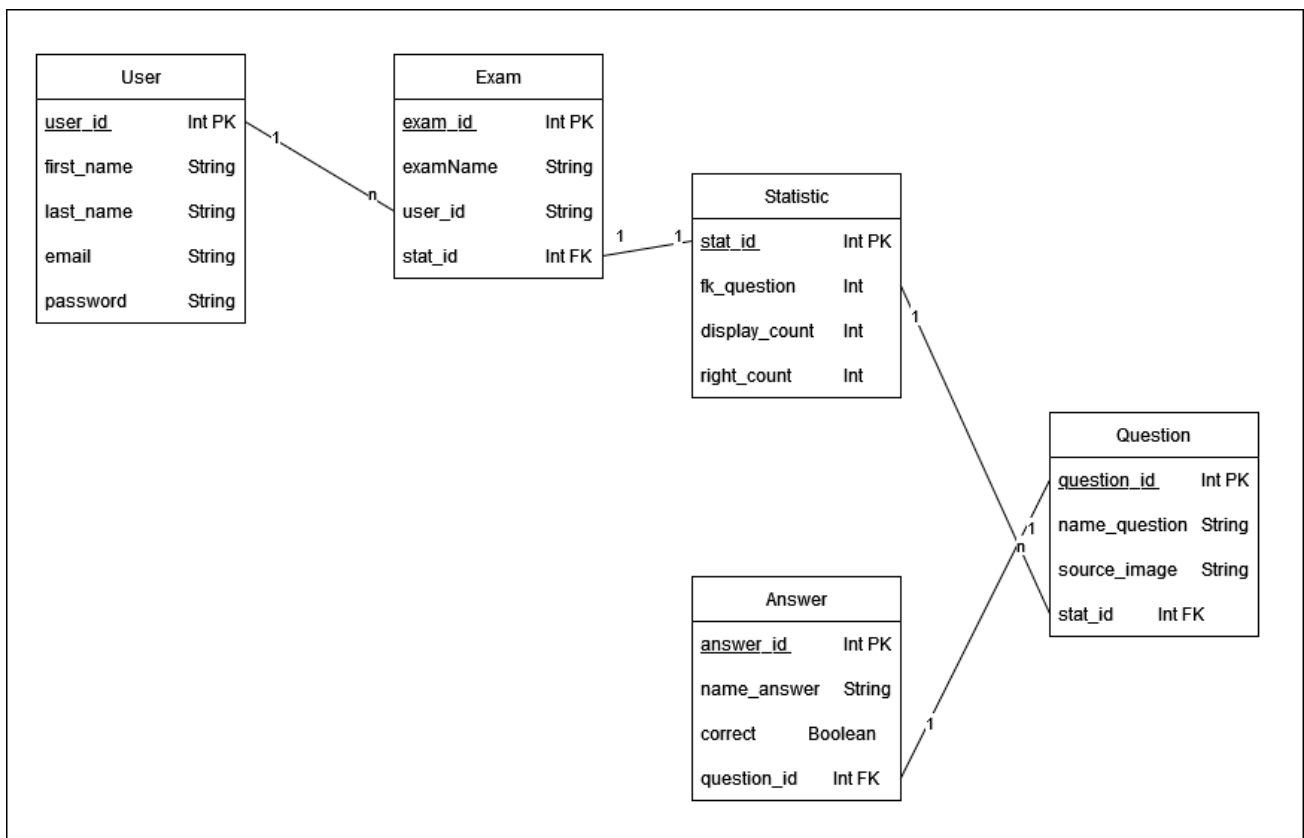 User
user_id Int PK
first_name String
last_name String
email String
password String
1
n
Exam
exam_id Int PK
examName String
user_id String
stat_id Int FK
1
1
Statistic
stat_id Int PK
fk_question Int
display_count Int
right_count Int
1
n
Question
question_id Int PK
name_question String
source_image String
stat_id Int FK
1
1
Answer
answer_id Int PK
name_answer String
correct Boolean
question_id Int FK